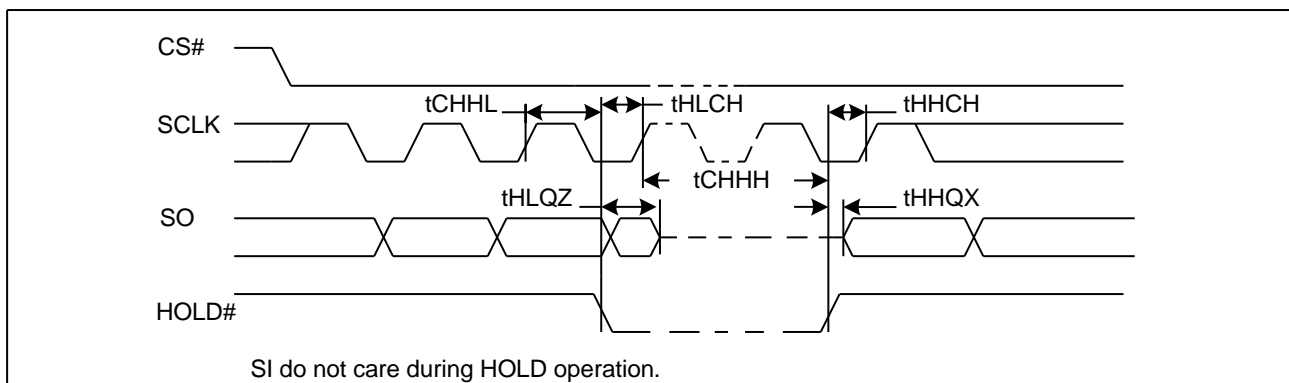 CS#
tCHHL
tHLCH
tHHCH
SCLK
tCHHH
tHLQZ
tHHQX
SO
HOLD#
SI do not care during HOLD operation.